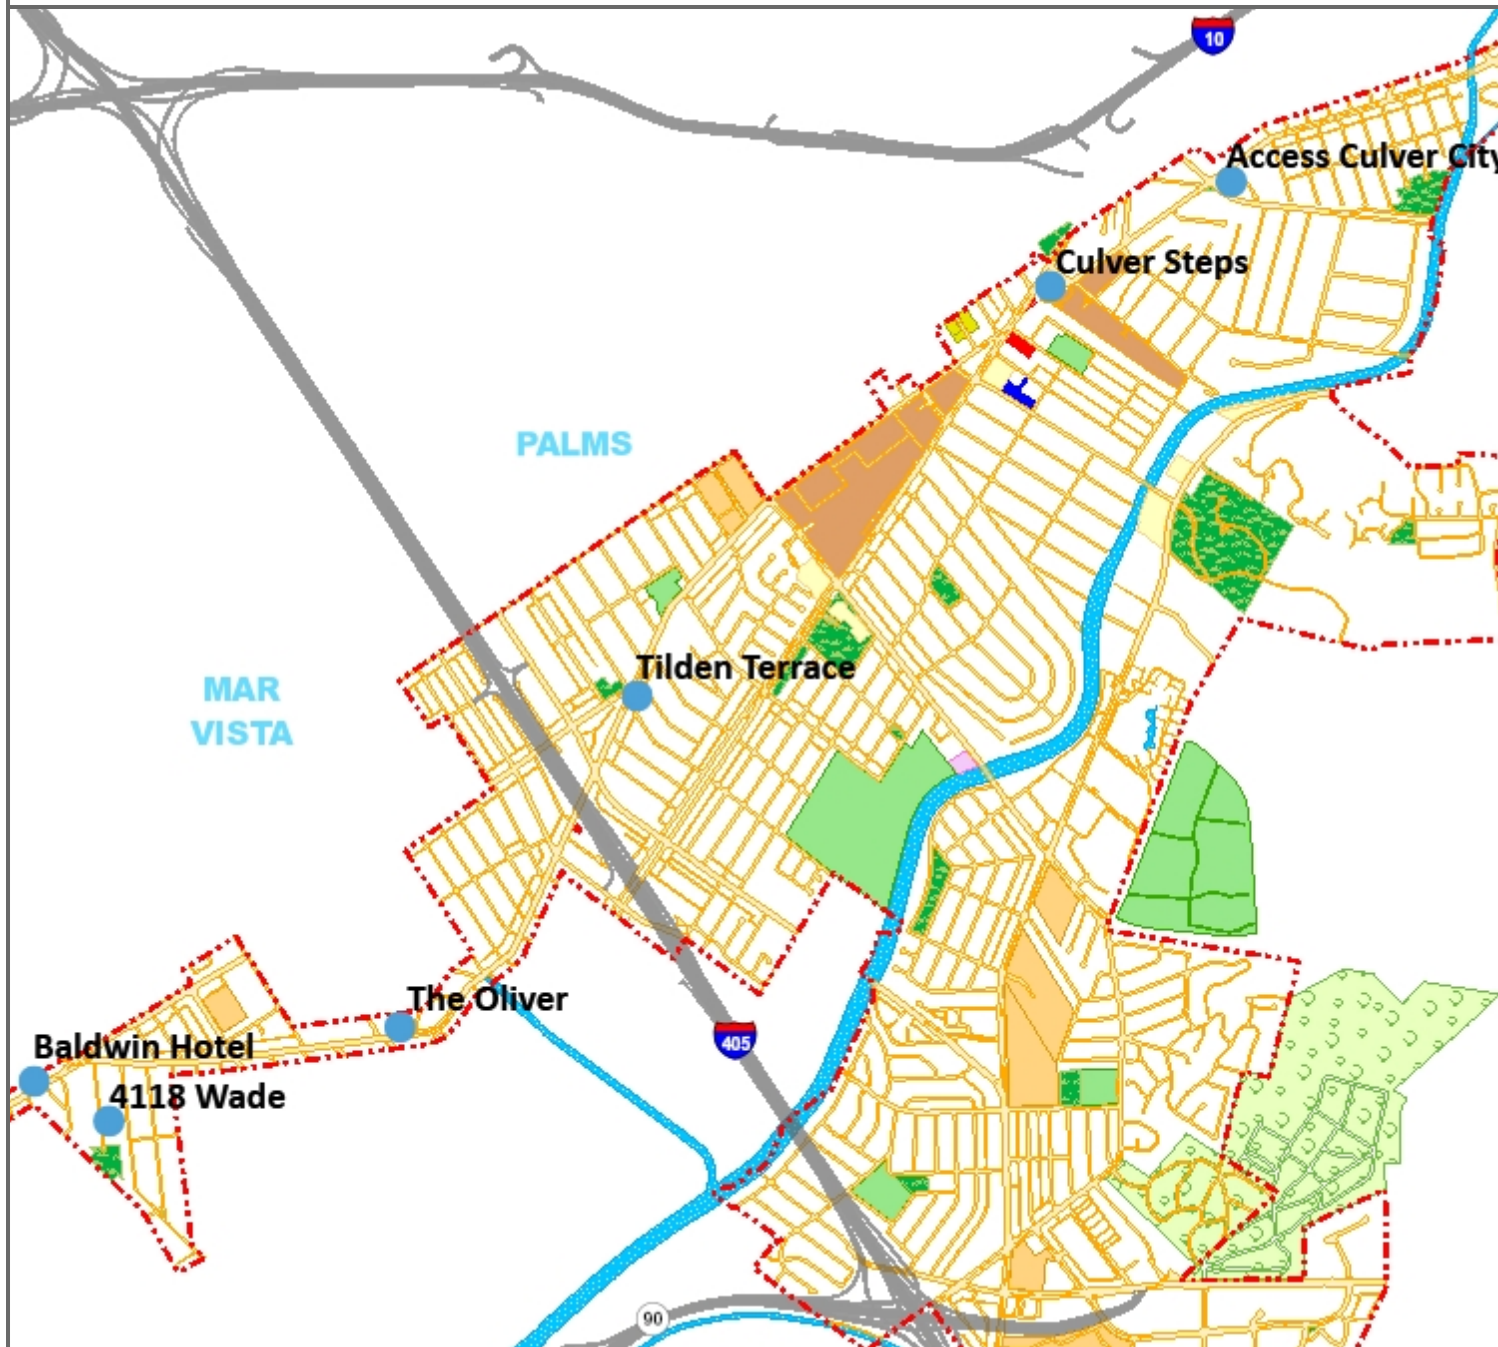 10
Access Culver City
Culver Steps
PALMS
Tilden Terrace
MAR
VISTA
The Oliver
405
Baldwin Hotel
4118 Wade
90